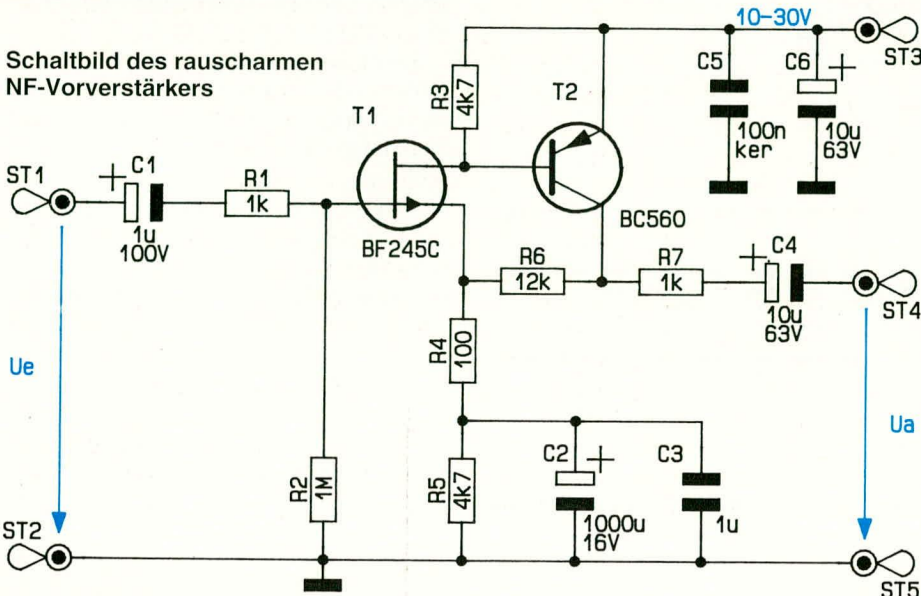 Schaltbild des rauscharmen
NF-Vorverstärkers
10-30V
ST3
C5
100n
ker
C6
+
10u
63V
R3
4k7
T1
T2
ST1
+
C1
1u
100V
R1
1k
BF245C
BC560
R6
12k
R7
1k
+
C4
10u
63V
ST4
Ue
R4
100
Ua
R2
1M
R5
4k7
C2
+
1000u
16V
C3
1u
ST2
ST5